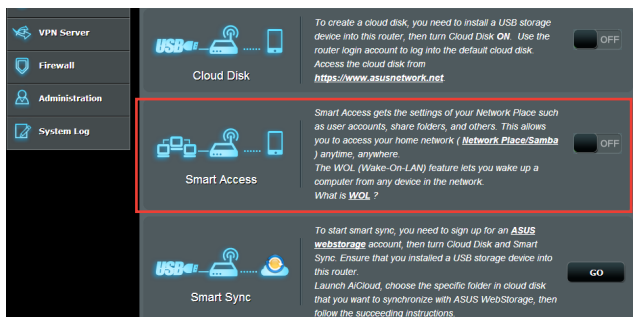 VPN Server
Firewall
Administration
System Log
USB
Cloud Disk
To create a cloud disk, you need to install a USB storage
device into this router, then turn Cloud Disk ON. Use the
router login account to log into the default cloud disk.
Access the cloud disk from
https://www.asusnetwork.net.
OFF
Smart Access
Smart Access gets the settings of your Network Place such
as user accounts, share folders, and others. This allows
you to access your home network ( Network Place/Samba
) anytime, anywhere.
The WOL (Wake-On-LAN) feature lets you wake up a
computer from any device in the network.
What is WOL ?
OFF
USB
Smart Sync
To start smart sync, you need to sign up for an ASUS
webstorage account, then turn Cloud Disk and Smart
Sync. Ensure that you installed a USB storage device into
this router.
Launch AiCloud, choose the specific folder in cloud disk
that you want to synchronize with ASUS WebStorage, then
follow the succeeding instructions.
GO